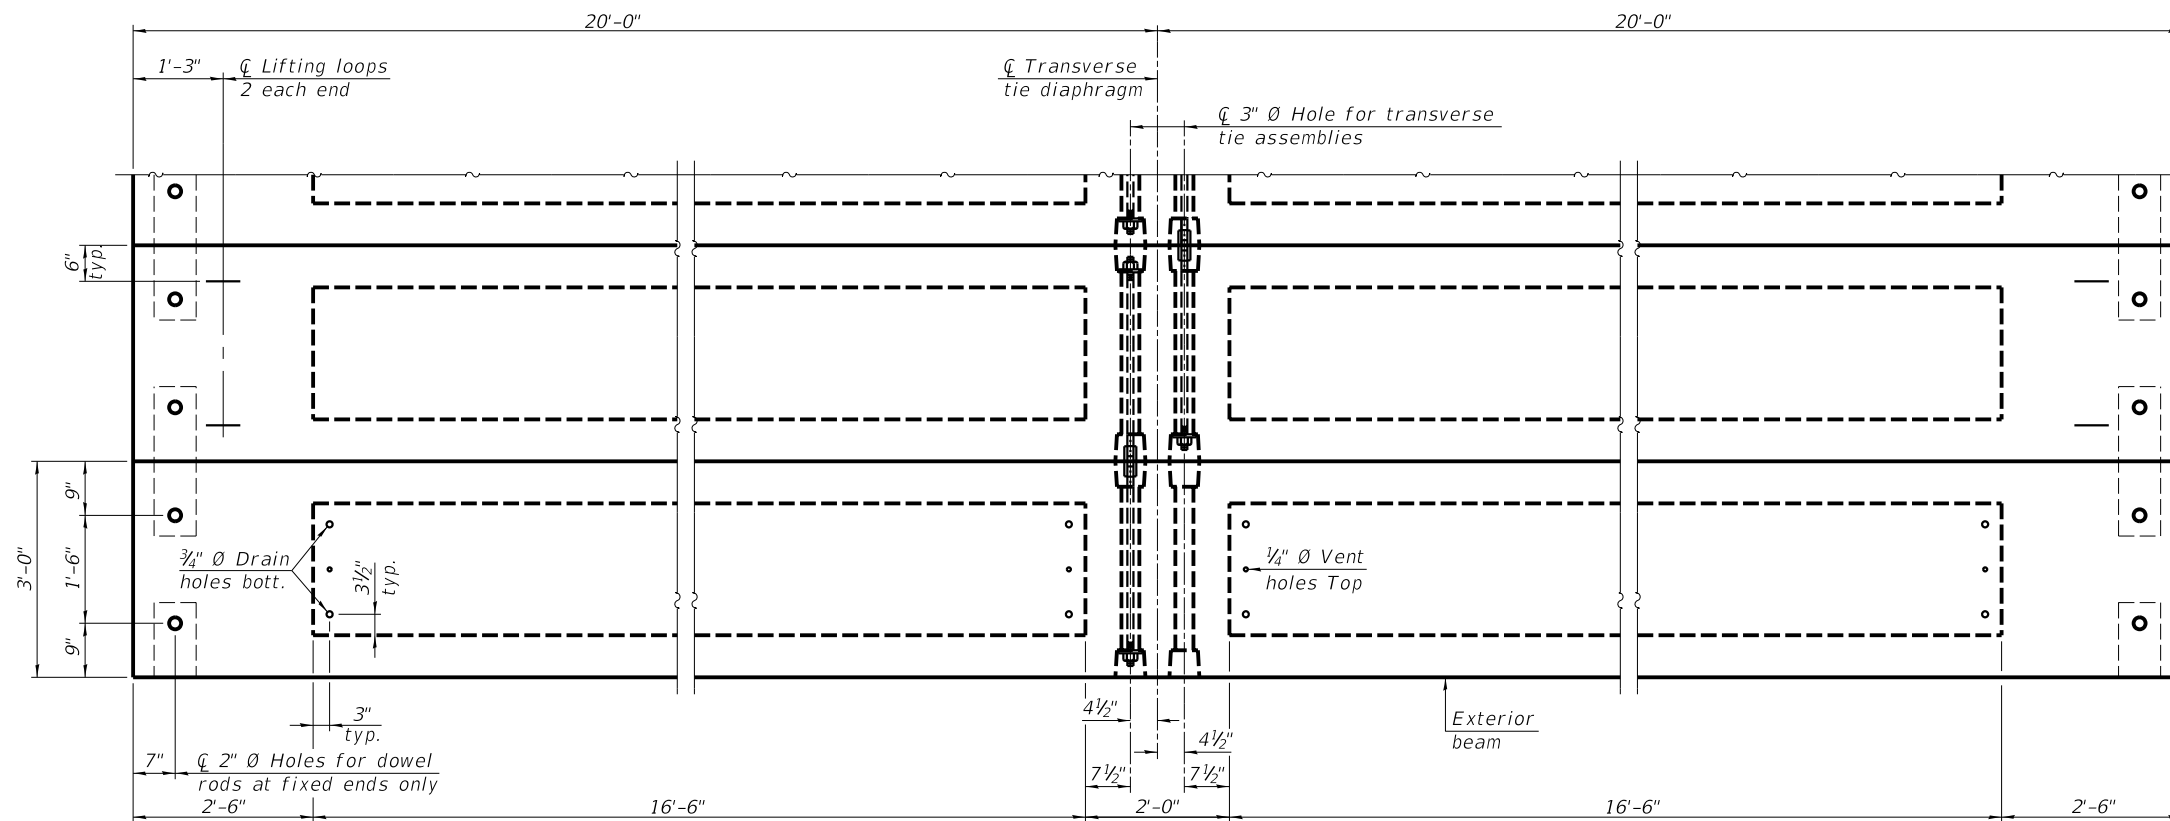 20'-0"
20'-0"
1'-3"
℄ Lifting loops
2 each end
℄ Transverse
tie diaphragm
℄ 3" Ø Hole for transverse
tie assemblies
6"
typ.
9"
3'-0"
1'-6"
9"
¾" Ø Drain
holes bott.
3½"
typ.
¼" Ø Vent
holes Top
3"
typ.
4½"
4½"
Exterior
beam
7"
℄ 2" Ø Holes for dowel
rods at fixed ends only
7½"
7½"
2'-6"
16'-6"
2'-0"
16'-6"
2'-6"